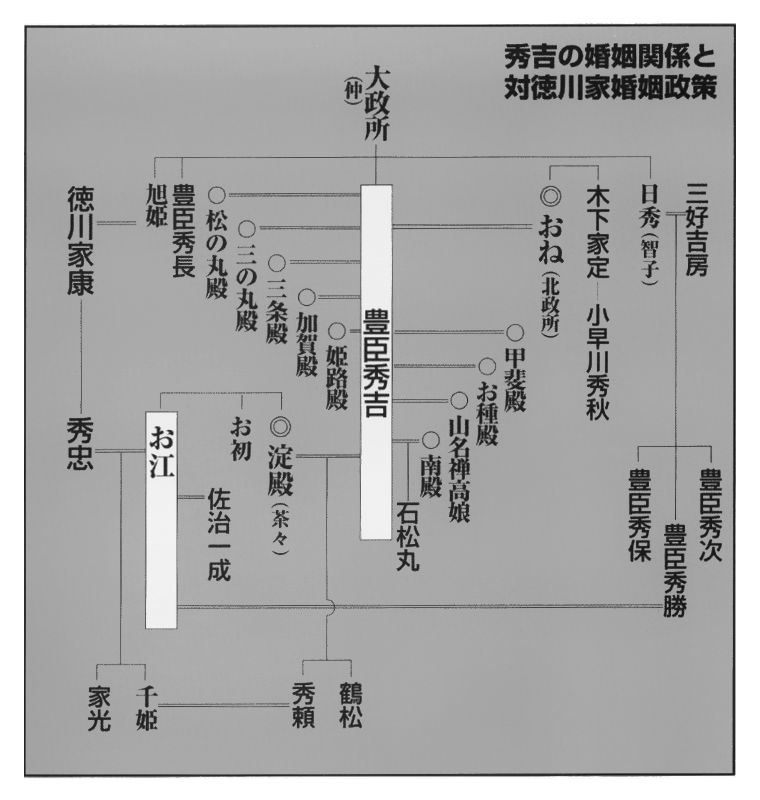 秀吉の婚姻関係と
対徳川家婚姻政策
大政所
(仲)
三好吉房
日秀(智子)
木下家定
小早川秀秋
◎おね(北政所)
豊臣秀吉
○松の丸殿
○三の丸殿
○三条殿
○加賀殿
○姫路殿
豊臣秀長
旭姫
徳川家康
○甲斐殿
○お種殿
○山名禅高娘
○南殿
石松丸
秀忠
お江
お初
◎淀殿(茶々)
佐治一成
豊臣秀次
豊臣秀勝
豊臣秀保
鶴松
秀頼
千姫
家光